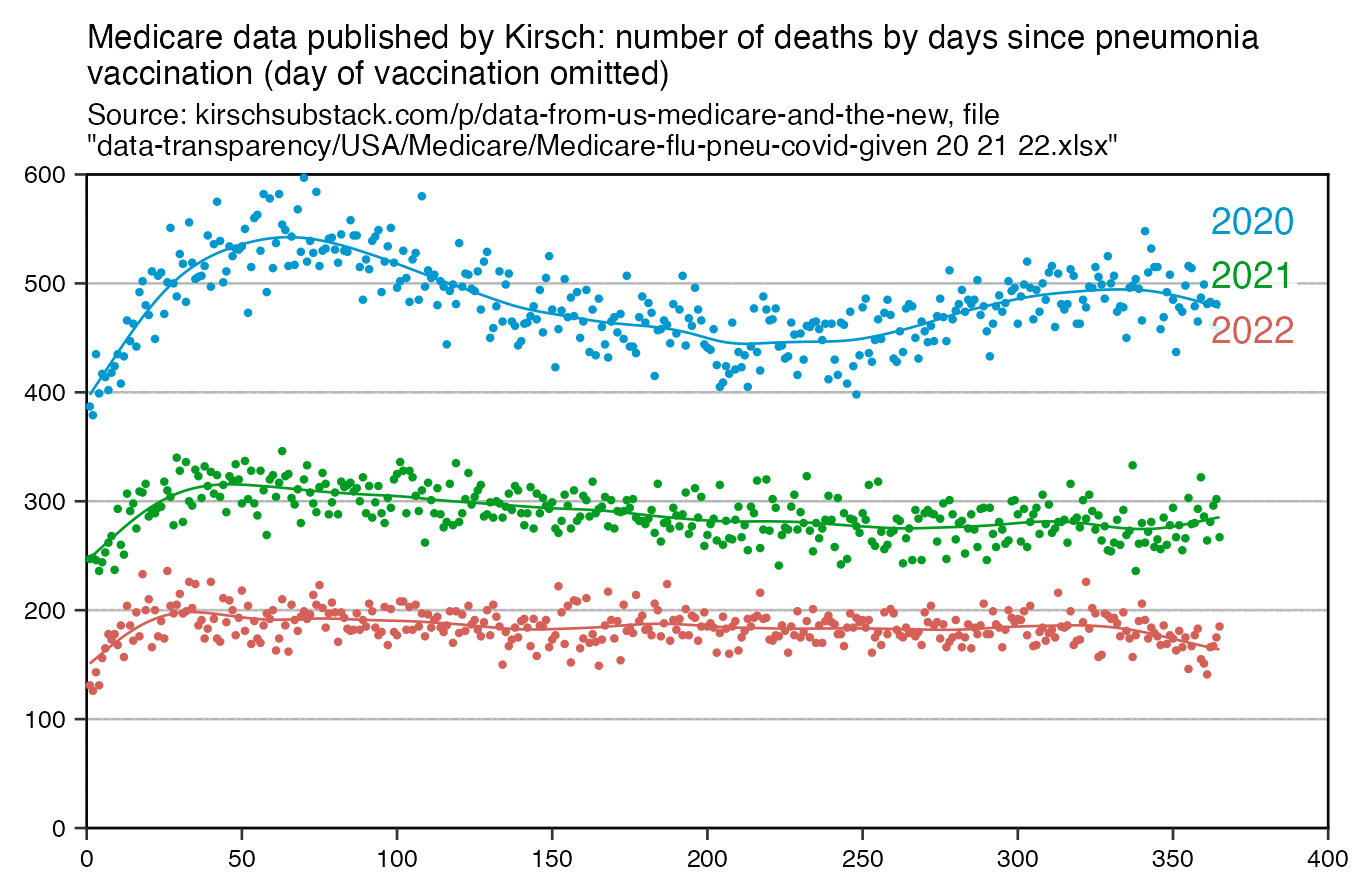 Medicare data published by Kirsch: number of deaths by days since pneumonia
vaccination (day of vaccination omitted)
Source: kirschsubstack.com/p/data-from-us-medicare-and-the-new, file
"data-transparency/USA/Medicare/Medicare-flu-pneu-covid-given 20 21 22.xlsx"
600
2020
500
2021
2022
400
300
200
100
0
0 50 100 150 200 250 300 350 400